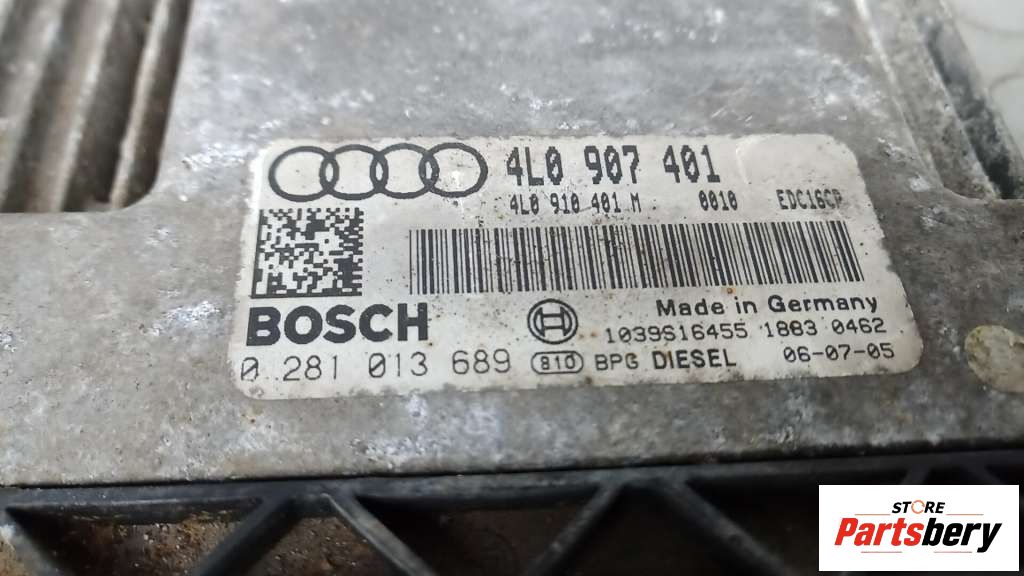 4L0 907 401
4L0 910 401 M 0010 EDC16CP
BOSCH
Made in Germany
1039S16455 1883 0462
0 281 013 689 810 BPG DIESEL 06-07-05
STORE
Partsbery